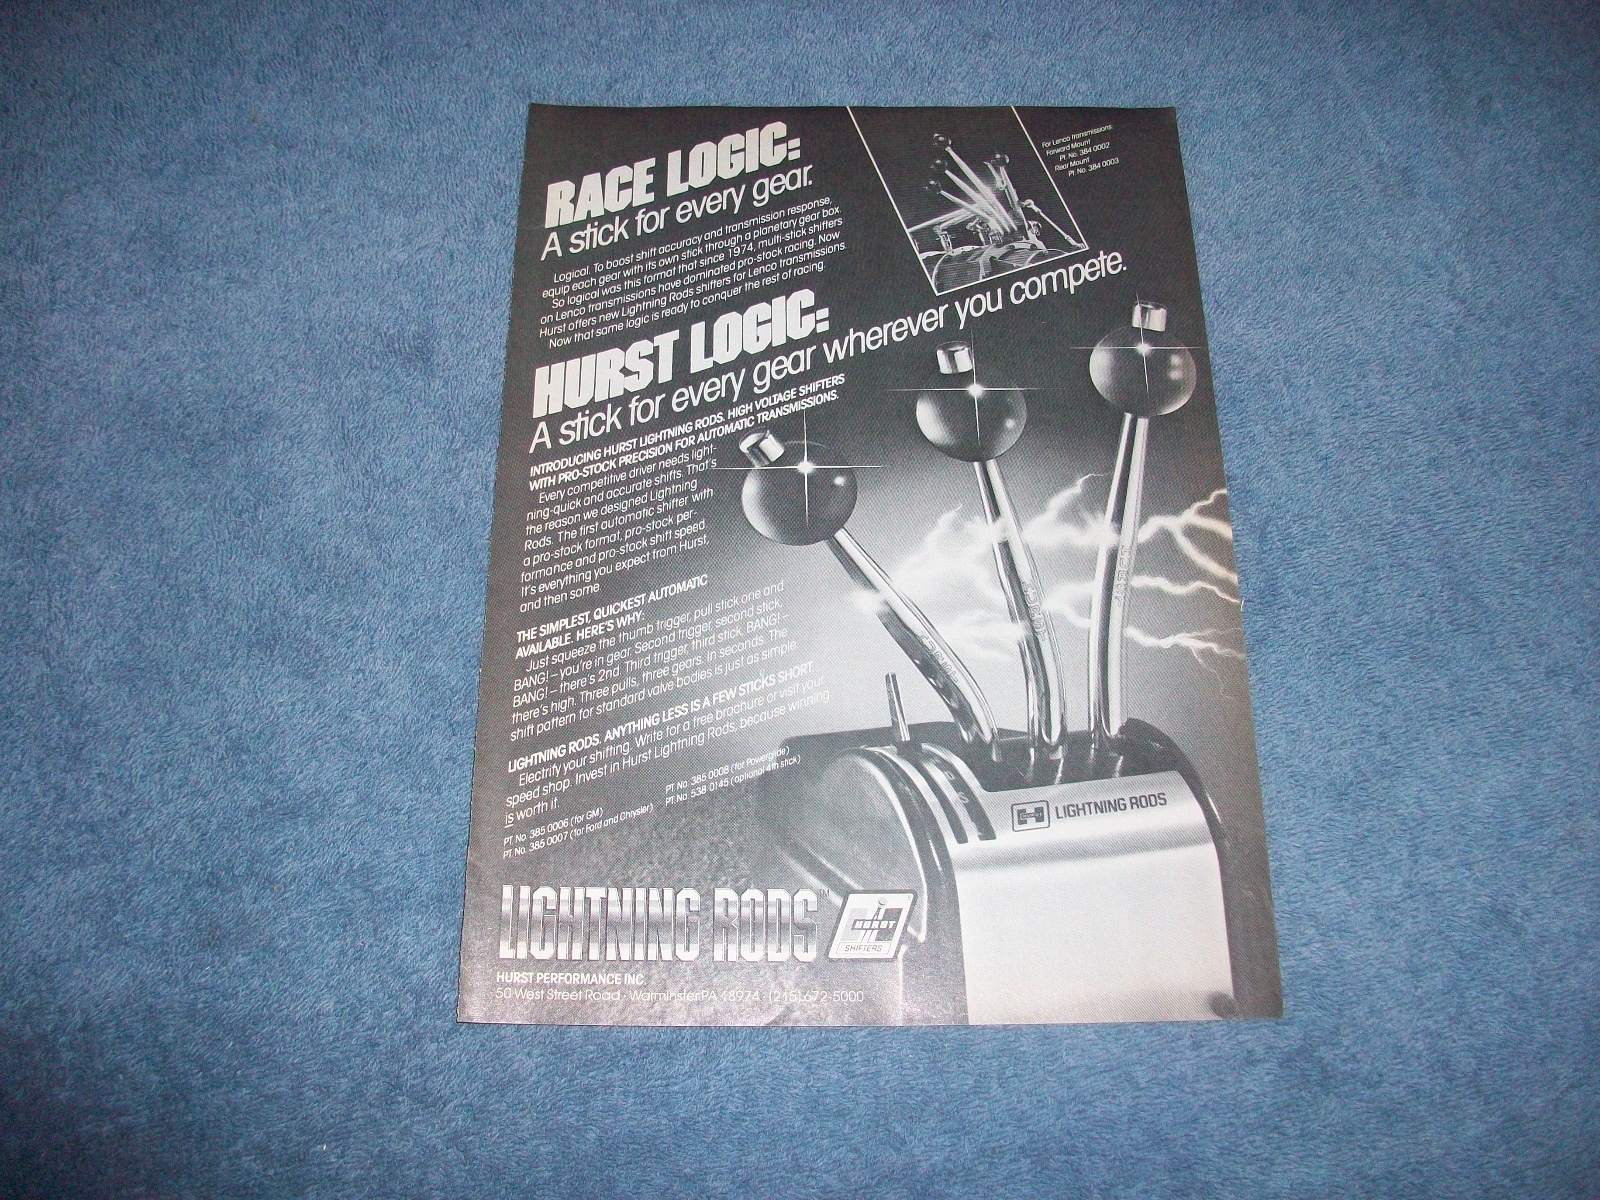 RACE LOGIC:
A stick for every gear.
Logical. To boost shift accuracy and transmission response,
equip each gear with its own stick through a planetary gear box.
So logical was this format that since 1974, multi-stick shifters
on Lenco transmissions have dominated pro-stock racing. Now
Hurst offers new Lightning Rods shifters for Lenco transmissions.
Now that same logic is ready to conquer the rest of racing.
For Lenco transmissions:
Forward Mount
Pt. No. 384 0002
Rear Mount
Pt. No. 384 0003
HURST LOGIC:
A stick for every gear wherever you compete.
INTRODUCING HURST LIGHTNING RODS. HIGH VOLTAGE SHIFTERS
WITH PRO-STOCK PRECISION FOR AUTOMATIC TRANSMISSIONS.
Every competitive driver needs light-
ning-quick and accurate shifts. That's
the reason we designed Lightning
Rods. The first automatic shifter with
a pro-stock format, pro-stock per-
formance and pro-stock shift speed.
It's everything you expect from Hurst,
and then some.
THE SIMPLEST, QUICKEST AUTOMATIC
AVAILABLE. HERE'S WHY:
Just squeeze the thumb trigger, pull stick one and
BANG! – you're in gear. Second trigger, second stick,
BANG! – there's 2nd. Third trigger, third stick, BANG! –
there's high. Three pulls, three gears. In seconds. The
shift pattern for standard valve bodies is just as simple.
LIGHTNING RODS. ANYTHING LESS IS A FEW STICKS SHORT.
Electrify your shifting. Write for a free brochure or visit your
speed shop. Invest in Hurst Lightning Rods, because winning
is worth it.
PT. No. 385 0006 (for GM)
PT. No. 385 0007 (for Ford and Chrysler)
PT. No. 385 0008 (for Powerglide)
PT. No. 538 0145 (optional 4th stick)
HURST
HURST
HURST
LIGHTNING RODS
LIGHTNING RODS™
HURST
SHIFTERS
HURST PERFORMANCE INC.
50 West Street Road · Warminster, PA 18974 · (215) 672-5000